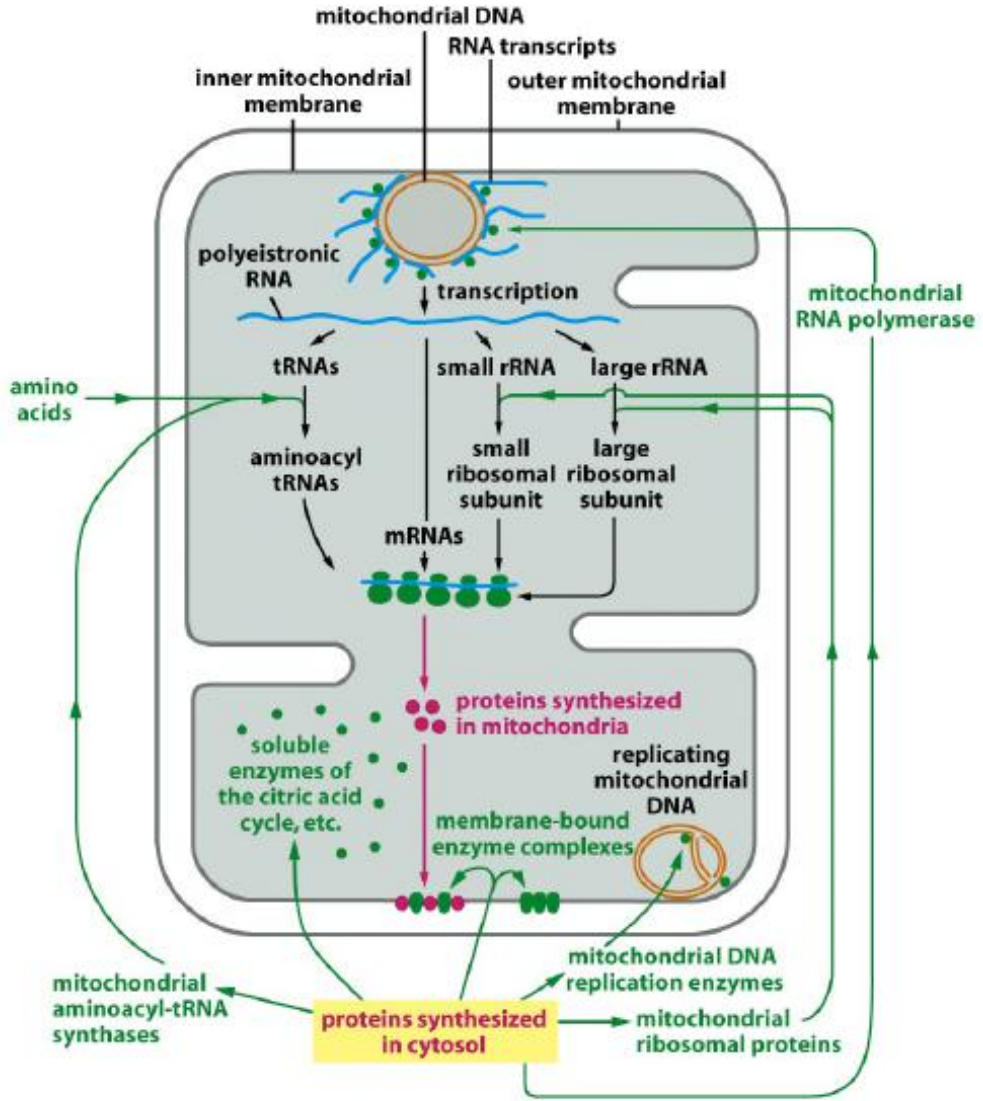 mitochondrial DNA
RNA transcripts
inner mitochondrial
membrane
outer mitochondrial
membrane
polyeistronic
RNA
transcription
mitochondrial
RNA polymerase
tRNAs
small rRNA
large rRNA
amino
acids
aminoacyl
tRNAs
small
ribosomal
subunit
large
ribosomal
subunit
mRNAs
proteins synthesized
in mitochondria
soluble
enzymes of
the citric acid
cycle, etc.
replicating
mitochondrial
DNA
membrane-bound
enzyme complexes
mitochondrial
aminoacyl-tRNA
synthases
proteins synthesized
in cytosol
mitochondrial DNA
replication enzymes
mitochondrial
ribosomal proteins